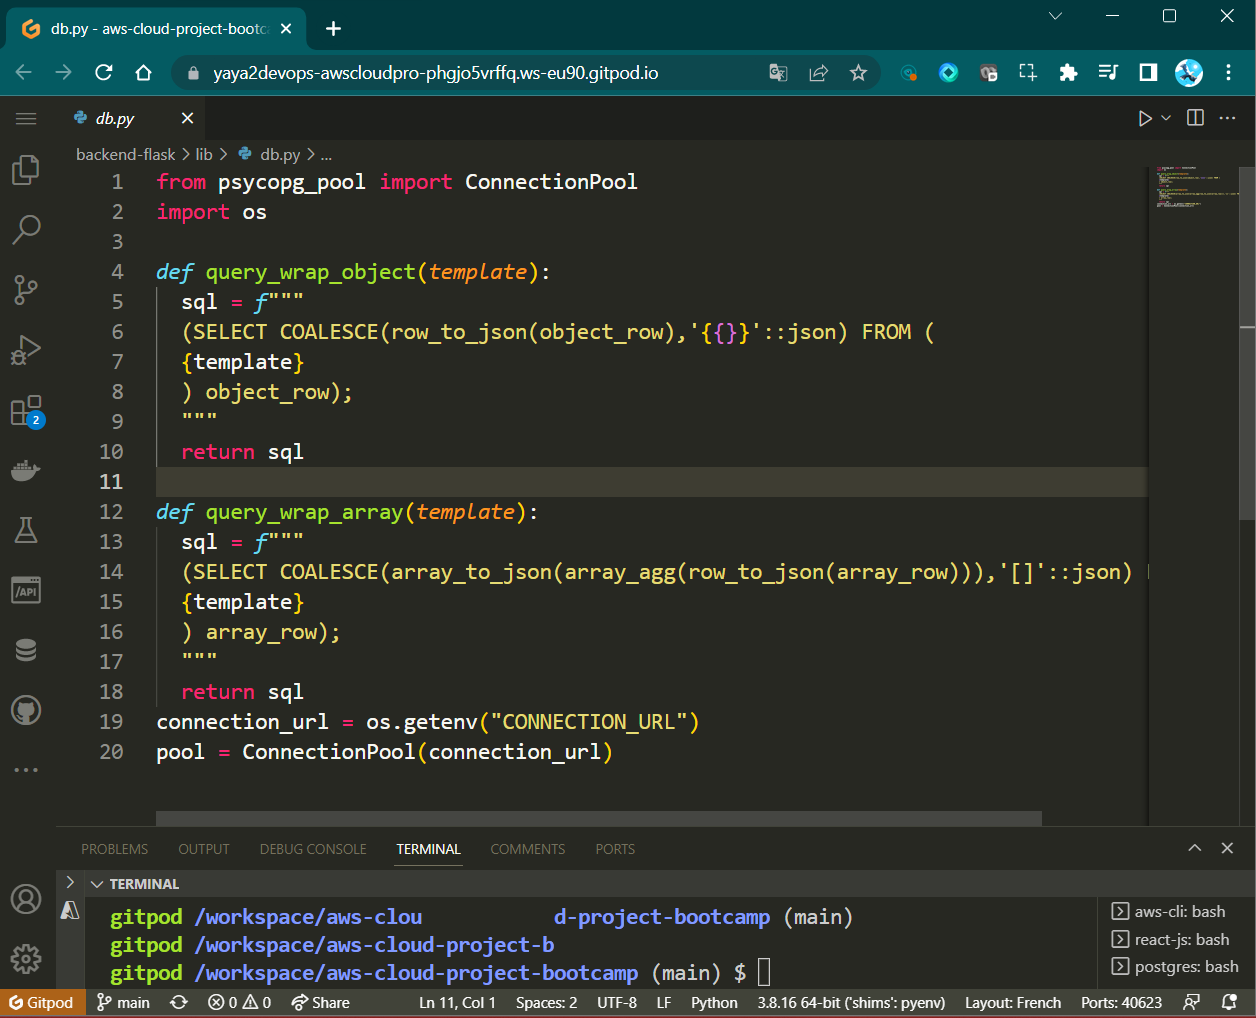 db.py - aws-cloud-project-bootc
yaya2devops-awscloudpro-phgjo5vrffq.ws-eu90.gitpod.io
db.py
backend-flask > lib > db.py > ...
1 from psycopg_pool import ConnectionPool
2 import os
3
4 def query_wrap_object(template):
5 sql = f"""
6 (SELECT COALESCE(row_to_json(object_row),'{{}}'::json) FROM (
7 {template}
8 ) object_row);
9 """
10 return sql
11
12 def query_wrap_array(template):
13 sql = f"""
14 (SELECT COALESCE(array_to_json(array_agg(row_to_json(array_row))),'[]'::json)
15 {template}
16 ) array_row);
17 """
18 return sql
19 connection_url = os.getenv("CONNECTION_URL")
20 pool = ConnectionPool(connection_url)
2
/API
PROBLEMS OUTPUT DEBUG CONSOLE TERMINAL COMMENTS PORTS
TERMINAL
gitpod /workspace/aws-clou d-project-bootcamp (main)
gitpod /workspace/aws-cloud-project-b
gitpod /workspace/aws-cloud-project-bootcamp (main) $
aws-cli: bash
react-js: bash
postgres: bash
Gitpod main 0 0 Share Ln 11, Col 1 Spaces: 2 UTF-8 LF Python 3.8.16 64-bit ('shims': pyenv) Layout: French Ports: 40623